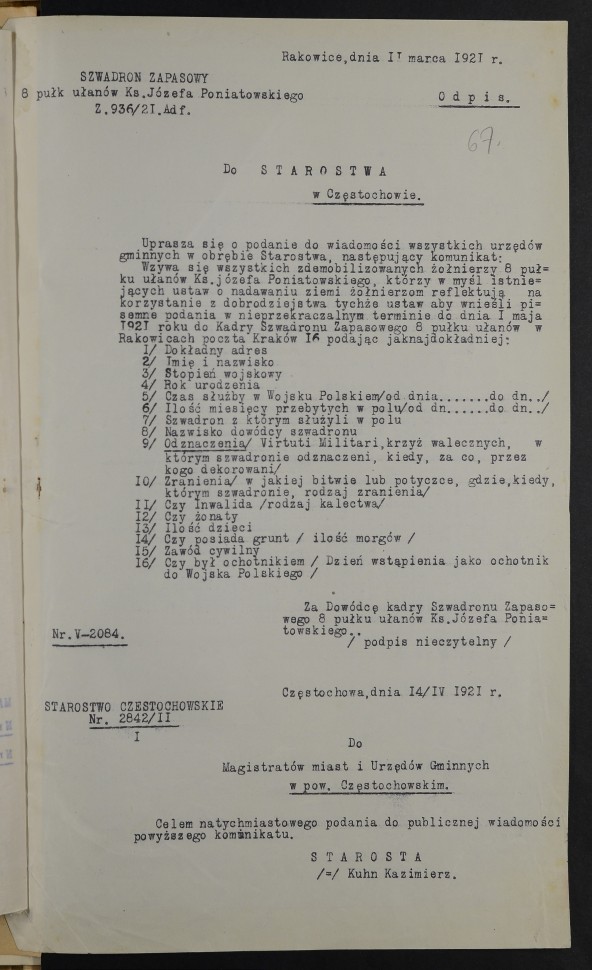 Rakowice,dnia II marca I92I r.
SZWADRON ZAPASOWY
8 pułk ułanów Ks.Józefa Poniatowskiego
Z.936/2I.Adf.
O d p i s.
67.
Do S T A R O S T W A
w Częstochowie.
Uprasza się o podanie do wiadomości wszystkich urzędów
gminnych w obrębie Starostwa, następujący komunikat:
Wzywa się wszystkich zdemobilizowanych żołnierzy 8 puł=
ku ułanów Ks.józefa Poniatowskiego, którzy w myśl istnie=
jących ustaw o nadawaniu ziemi żołnierzom reflektują na
korzystanie z dobrodziejstwa tychże ustaw aby wnieśli pi=
semne podania w nieprzekraczalnym terminie do dnia I maja
I92I roku do Kadry Szwadronu Zapasowego 8 pułku ułanów w
Rakowicach poczta Kraków I6 podając jaknajdokładniej:
I/ Dokładny adres
2/ Imię i nazwisko
3/ Stopień wojskowy
4/ Rok urodzenia
5/ Czas służby w Wojsku Polskiem/od dnia.......do dn../
6/ Ilość miesięcy przebytych w polu/od dn......do dn../
7/ Szwadron z którym służyli w polu
8/ Nazwisko dowódcy szwadronu
9/ Odznaczenia/ Virtuti Militari,krzyż walecznych, w
którym szwadronie odznaczeni, kiedy, za co, przez
kogo dekorowani/
I0/ Zranienia/ w jakiej bitwie lub potyczce, gdzie,kiedy,
którym szwadronie, rodzaj zranienia/
II/ Czy Inwalida /rodzaj kalectwa/
I2/ Czy żonaty
I3/ Ilość dzieci
I4/ Czy posiada grunt / ilość morgów /
I5/ Zawód cywilny
I6/ Czy był ochotnikiem / Dzień wstąpienia jako ochotnik
do Wojska Polskiego /
Za Dowódcę kadry Szwadronu Zapaso=
wego 8 pułku ułanów Ks.Józefa Ponia=
towskiego..
/ podpis nieczytelny /
Nr.V-2084.
Częstochowa,dnia I4/IV I92I r.
STAROSTWO CZESTOCHOWSKIE
Nr. 2842/II
I
Do
Magistratów miast i Urzędów Gminnych
w pow. Częstochowskim.
Celem natychmiastowego podania do publicznej wiadomości
powyższego komunikatu.
S T A R O S T A
/=/ Kuhn Kazimierz.